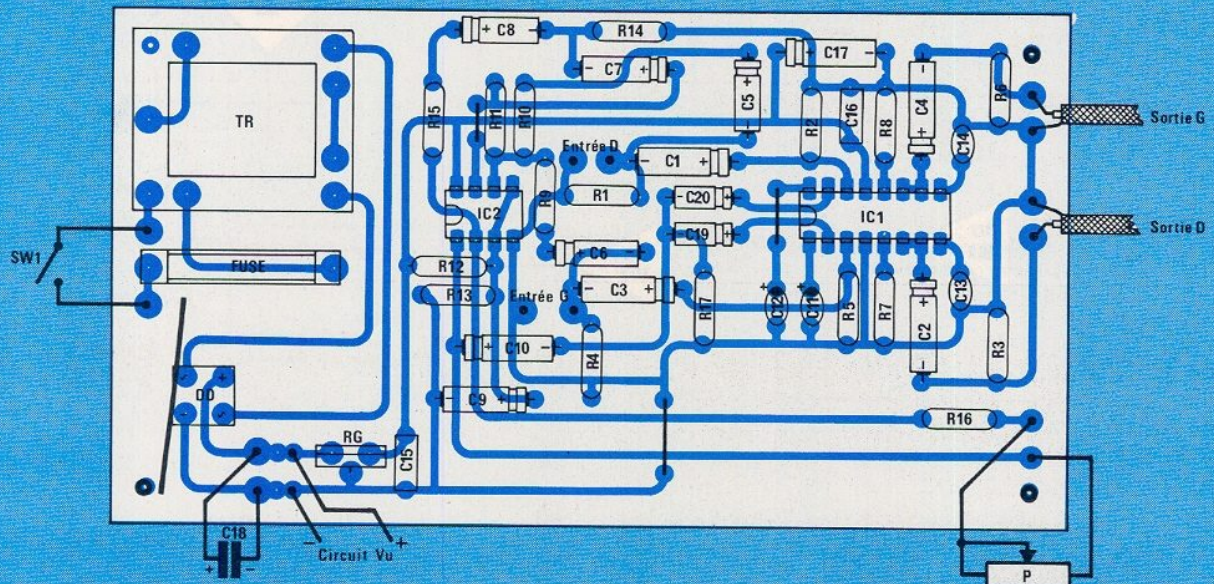 C8
R14
C17
C7
TR
R15
R11
R10
C5
R2
C16
R8
C4
R6
Sortie G
Entrée D
C1
C14
R9
R1
C20
IC2
C19
IC1
Sortie D
SW1
FUSE
R12
C6
R13
Entrée G
C3
R17
C12
C11
R5
R7
C2
C13
R3
C10
R4
DD
C9
R16
RG
C15
C18
- Circuit Vu +
P